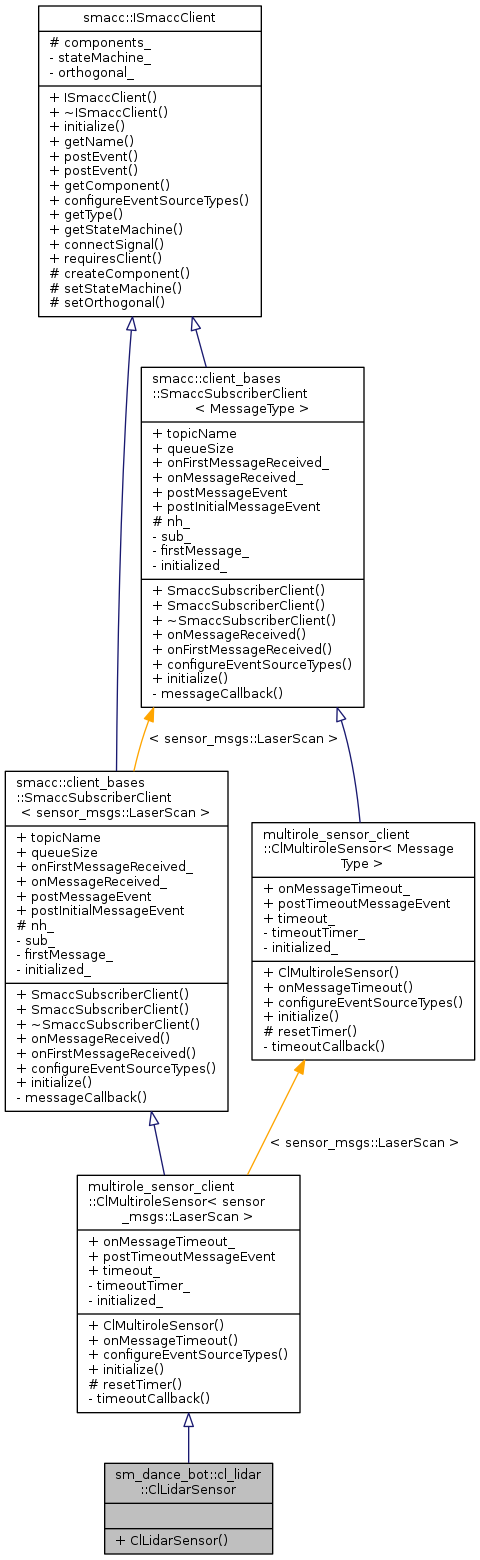 smacc::ISmaccClient
# components_
- stateMachine_
- orthogonal_
+ ISmaccClient()
+ ~ISmaccClient()
+ initialize()
+ getName()
+ postEvent()
+ postEvent()
+ getComponent()
+ configureEventSourceTypes()
+ getType()
+ getStateMachine()
+ connectSignal()
+ requiresClient()
# createComponent()
# setStateMachine()
# setOrthogonal()
smacc::client_bases
::SmaccSubscriberClient
< MessageType >
+ topicName
+ queueSize
+ onFirstMessageReceived_
+ onMessageReceived_
+ postMessageEvent
+ postInitialMessageEvent
# nh_
- sub_
- firstMessage_
- initialized_
+ SmaccSubscriberClient()
+ SmaccSubscriberClient()
+ ~SmaccSubscriberClient()
+ onMessageReceived()
+ onFirstMessageReceived()
+ configureEventSourceTypes()
+ initialize()
- messageCallback()
< sensor_msgs::LaserScan >
smacc::client_bases
::SmaccSubscriberClient
< sensor_msgs::LaserScan >
+ topicName
+ queueSize
+ onFirstMessageReceived_
+ onMessageReceived_
+ postMessageEvent
+ postInitialMessageEvent
# nh_
- sub_
- firstMessage_
- initialized_
+ SmaccSubscriberClient()
+ SmaccSubscriberClient()
+ ~SmaccSubscriberClient()
+ onMessageReceived()
+ onFirstMessageReceived()
+ configureEventSourceTypes()
+ initialize()
- messageCallback()
multirole_sensor_client
::ClMultiroleSensor< Message
Type >
+ onMessageTimeout_
+ postTimeoutMessageEvent
+ timeout_
- timeoutTimer_
- initialized_
+ ClMultiroleSensor()
+ onMessageTimeout()
+ configureEventSourceTypes()
+ initialize()
# resetTimer()
- timeoutCallback()
< sensor_msgs::LaserScan >
multirole_sensor_client
::ClMultiroleSensor< sensor
_msgs::LaserScan >
+ onMessageTimeout_
+ postTimeoutMessageEvent
+ timeout_
- timeoutTimer_
- initialized_
+ ClMultiroleSensor()
+ onMessageTimeout()
+ configureEventSourceTypes()
+ initialize()
# resetTimer()
- timeoutCallback()
sm_dance_bot::cl_lidar
::ClLidarSensor
+ ClLidarSensor()